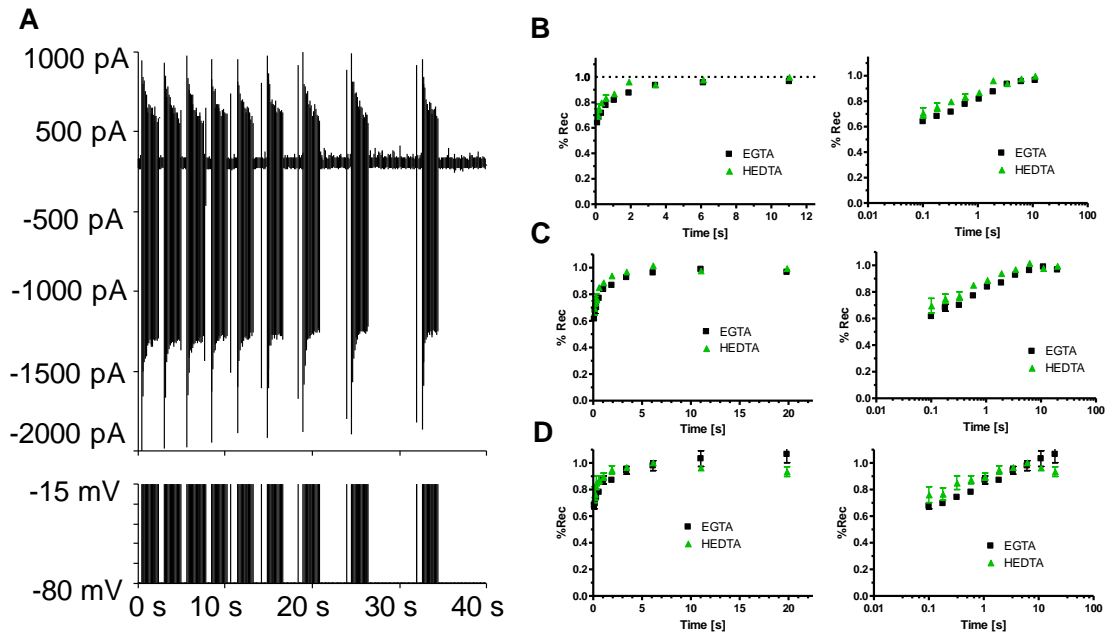 A
1000 pA
500 pA
-500 pA
-1000 pA
-1500 pA
-2000 pA
-15 mV
-80 mV
0 s 10 s 20 s 30 s 40 s
B
% Rec
1.0
0.8
0.6
0.4
0.2
0.0
EGTA
HEDTA
0 2 4 6 8 10 12
Time [s]
% Rec
1.0
0.8
0.6
0.4
0.2
0.0
EGTA
HEDTA
0.01 0.1 1 10 100
Time [s]
C
% Rec
1.0
0.8
0.6
0.4
0.2
0.0
EGTA
HEDTA
0 5 10 15 20
Time [s]
% Rec
1.0
0.8
0.6
0.4
0.2
0.0
EGTA
HEDTA
0.01 0.1 1 10 100
Time [s]
D
%Rec
1.0
0.8
0.6
0.4
0.2
0.0
EGTA
HEDTA
0 5 10 15 20
Time [s]
%Rec
1.0
0.8
0.6
0.4
0.2
0.0
EGTA
HEDTA
0.01 0.1 1 10 100
Time [s]